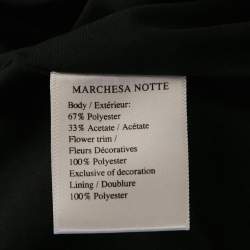 MARCHESA NOTTE
Body / Extérieur:
67% Polyester
33% Acetate / Acétate
Flower trim /
Fleurs Décoratives
100% Polyester
Exclusive of decoration
Lining / Doublure
100% Polyester